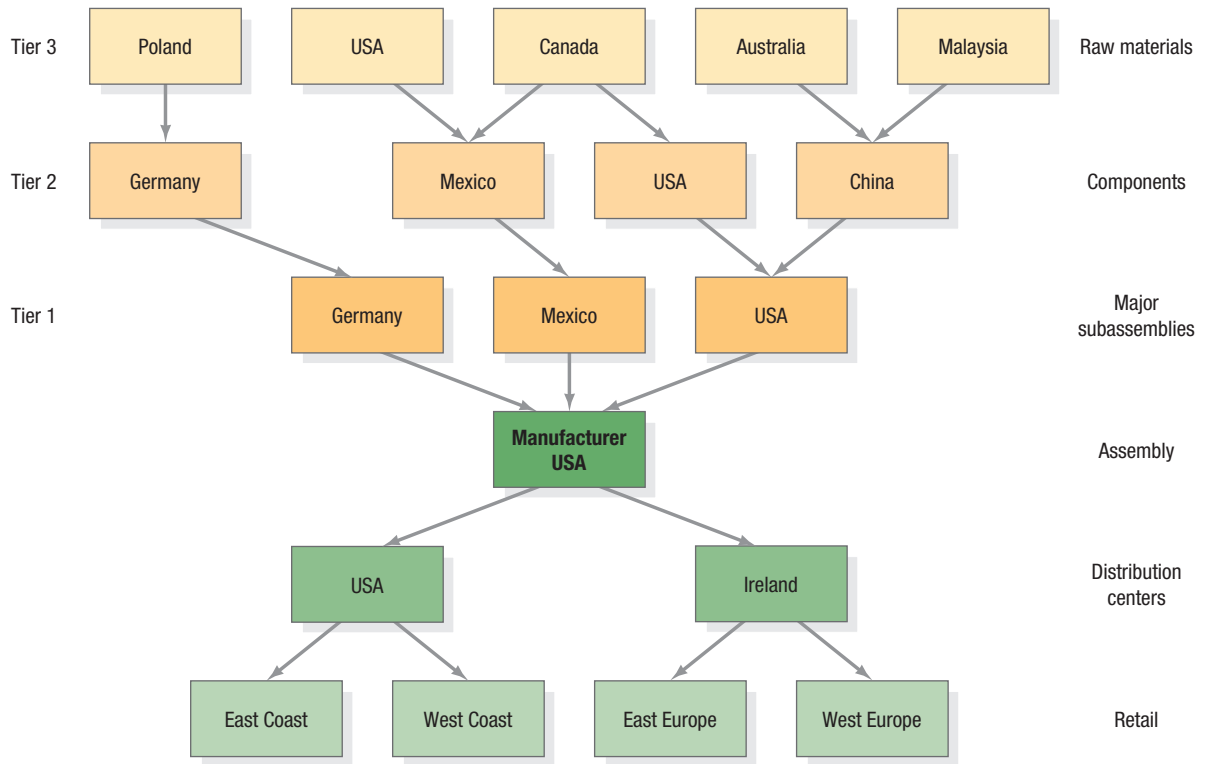 Tier 3
Poland
USA
Canada
Australia
Malaysia
Raw materials
Tier 2
Germany
Mexico
USA
China
Components
Tier 1
Germany
Mexico
USA
Major
subassemblies
Manufacturer
USA
Assembly
USA
Ireland
Distribution
centers
East Coast
West Coast
East Europe
West Europe
Retail